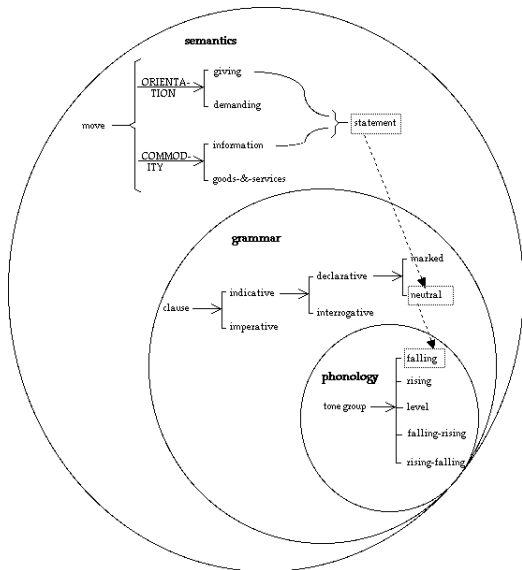 semantics
giving
ORIENTA-
TION
demanding
move
statement
information
COMMOD-
ITY
goods-&-services
grammar
marked
declarative
indicative
neutral
clause
interrogative
imperative
falling
phonology
rising
tone group
level
falling-rising
rising-falling